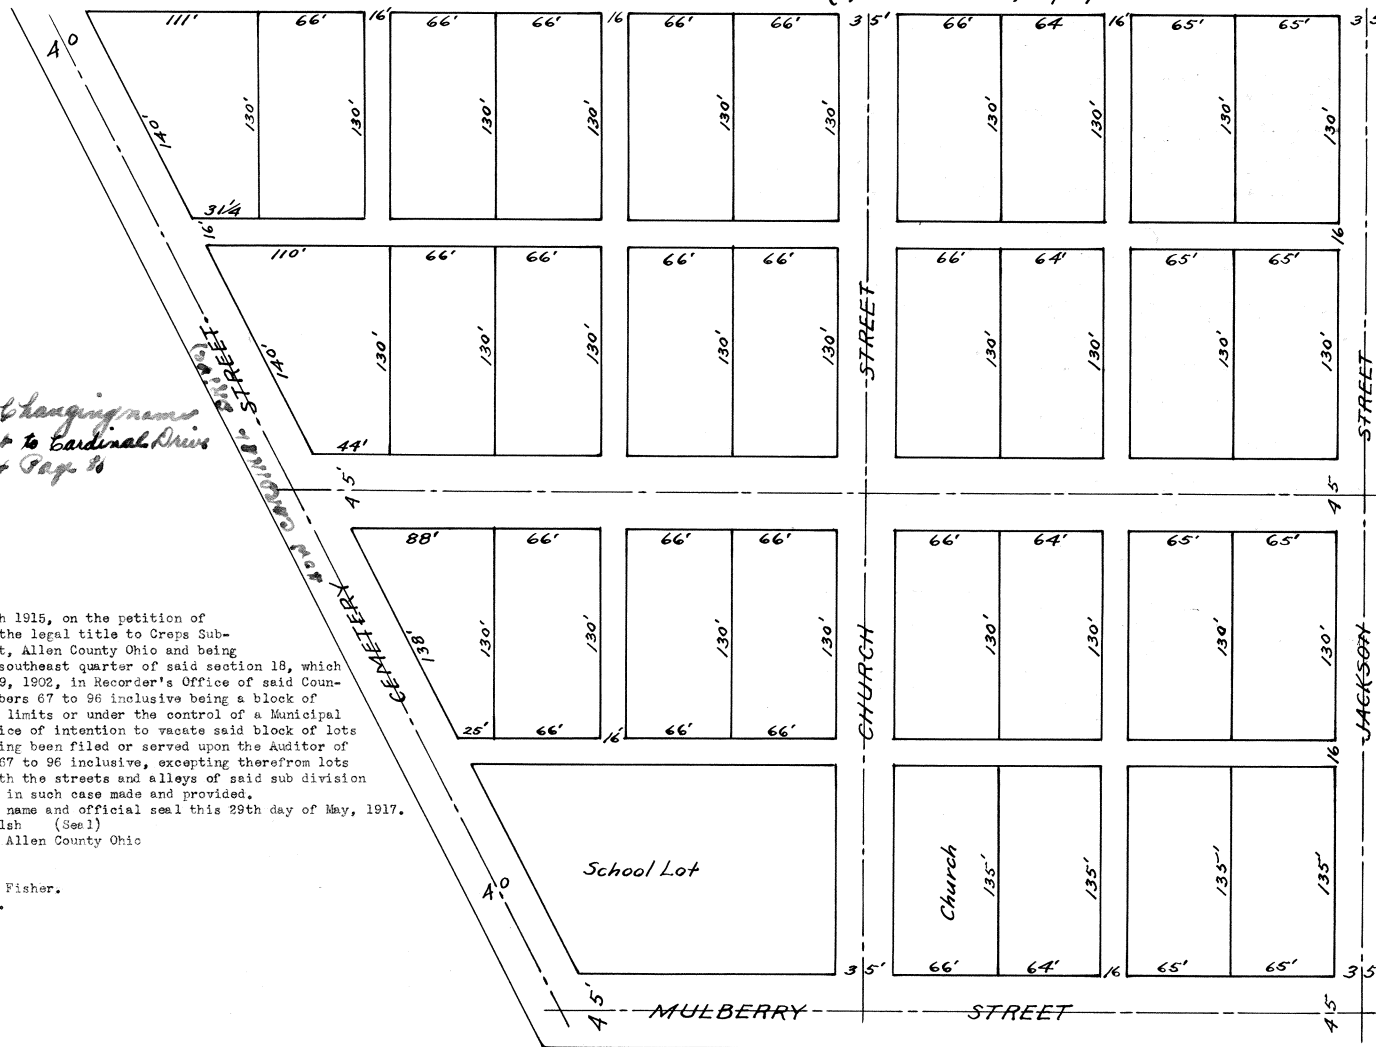 111' 66' 16' 66' 66' 16 66' 66' 35' 66' 64 16' 65' 65' 35'
40
140' 130' 130' 130' 130' 130' 130' 130' 130' 130' 130'
31¼'
16' 16
110' 66' 66' 66' 66' 66' 64' 65' 65'
STREET
140' 130' 130' 130' 130' 130' 130' 130' 130' 130'
STREET
STREET
Changing name
to Cardinal Drive
Page
44'
45' 45
NOW CARDINAL DRIVE
88' 66' 66' 66' 66' 64' 65' 65'
CEMETERY
138' 130' 130' 130' 130' 130' 130' 130' 130'
CHURCH
JACKSON
25' 66' 16' 66' 66'
16
h 1915, on the petition of
the legal title to Creps Sub-
t, Allen County Ohio and being
southeast quarter of said section 18, which
9, 1902, in Recorder's Office of said Coun-
bers 67 to 96 inclusive being a block of
limits or under the control of a Municipal
ice of intention to vacate said block of lots
ing been filed or served upon the Auditor of
67 to 96 inclusive, excepting therefrom lots
th the streets and alleys of said sub division
in such case made and provided.
name and official seal this 29th day of May, 1917.
lsh (Seal)
Allen County Ohio
Fisher.
School Lot
Church
135' 135' 135' 135'
40
35' 66' 64' 16 65' 65' 35
45' 45
MULBERRY STREET